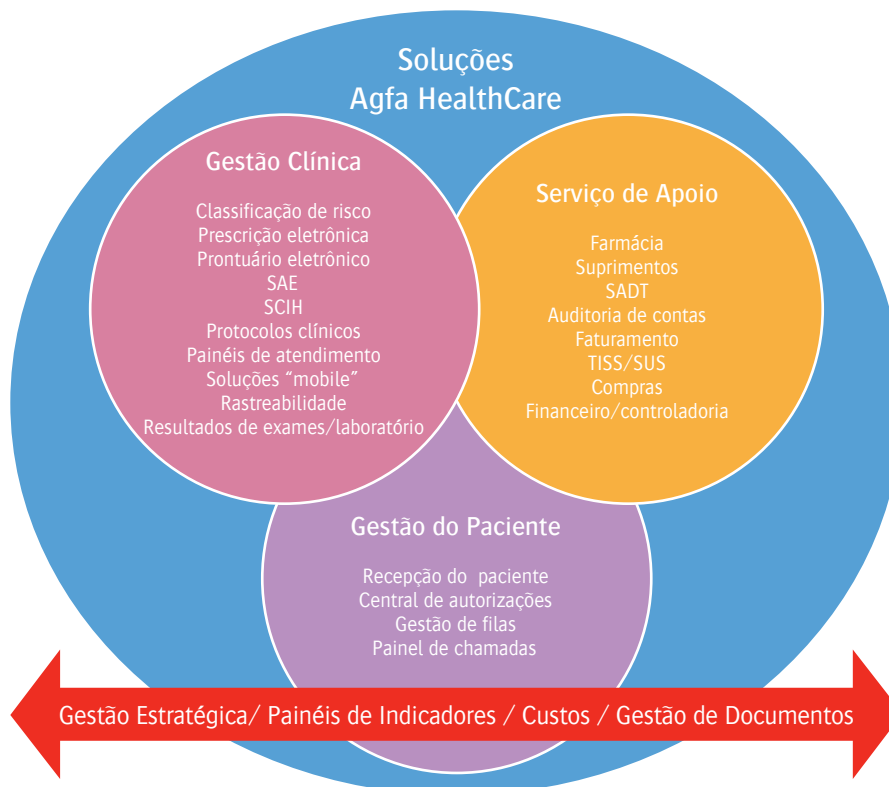 Soluções
Agfa HealthCare
Gestão Clínica
Classificação de risco
Prescrição eletrônica
Prontuário eletrônico
SAE
SCIH
Protocolos clínicos
Painéis de atendimento
Soluções “mobile”
Rastreabilidade
Resultados de exames/laboratório
Serviço de Apoio
Farmácia
Suprimentos
SADT
Auditoria de contas
Faturamento
TISS/SUS
Compras
Financeiro/controladoria
Gestão do Paciente
Recepção do paciente
Central de autorizações
Gestão de filas
Painel de chamadas
Gestão Estratégica/ Painéis de Indicadores / Custos / Gestão de Documentos